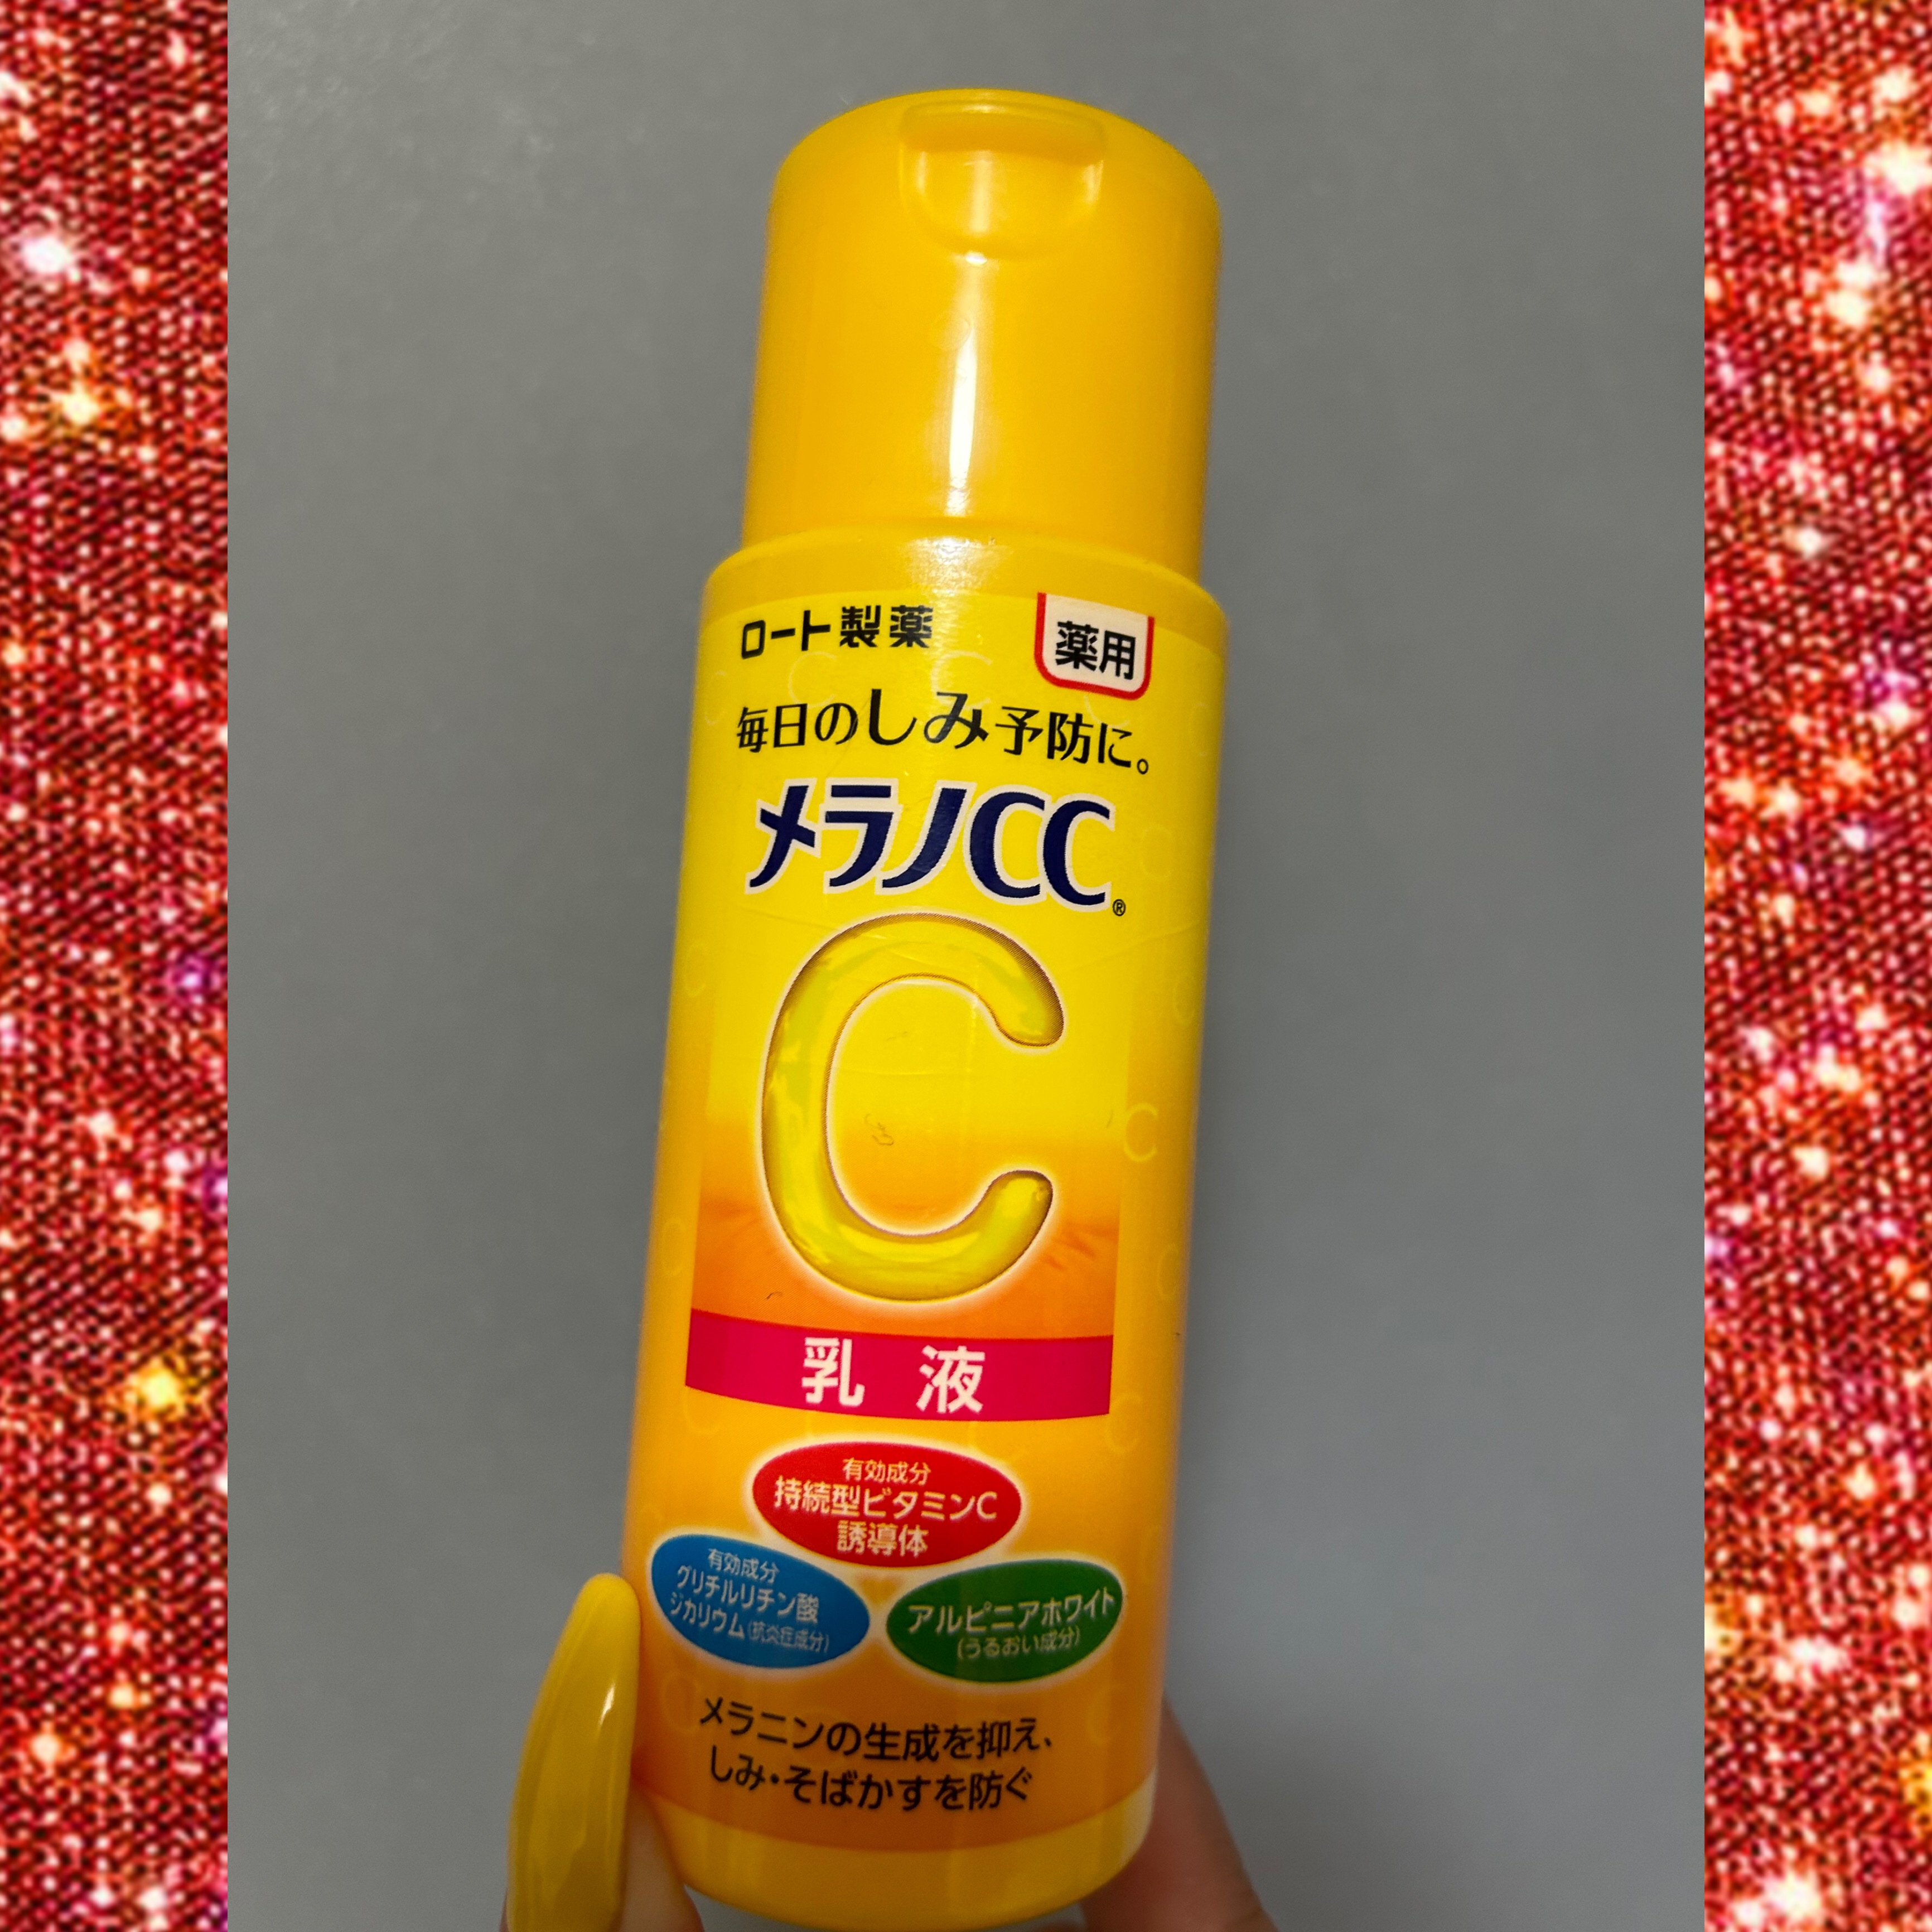 ロート製薬
薬用
毎日のしみ予防に。
メラノCC®
C
乳液
有効成分
持続型ビタミンC
誘導体
有効成分
グリチルリチン酸
ジカリウム(抗炎症成分)
アルピニアホワイト
(うるおい成分)
メラニンの生成を抑え、
しみ・そばかすを防ぐ